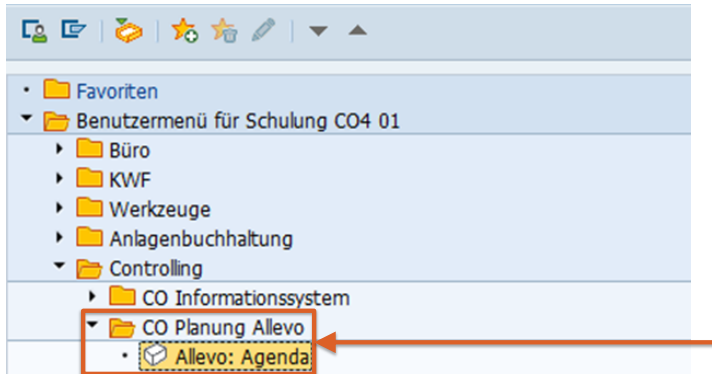 Favoriten
Benutzermenü für Schulung CO4 01
Büro
KWF
Werkzeuge
Anlagenbuchhaltung
Controlling
CO Informationssystem
CO Planung Allevo
Allevo: Agenda